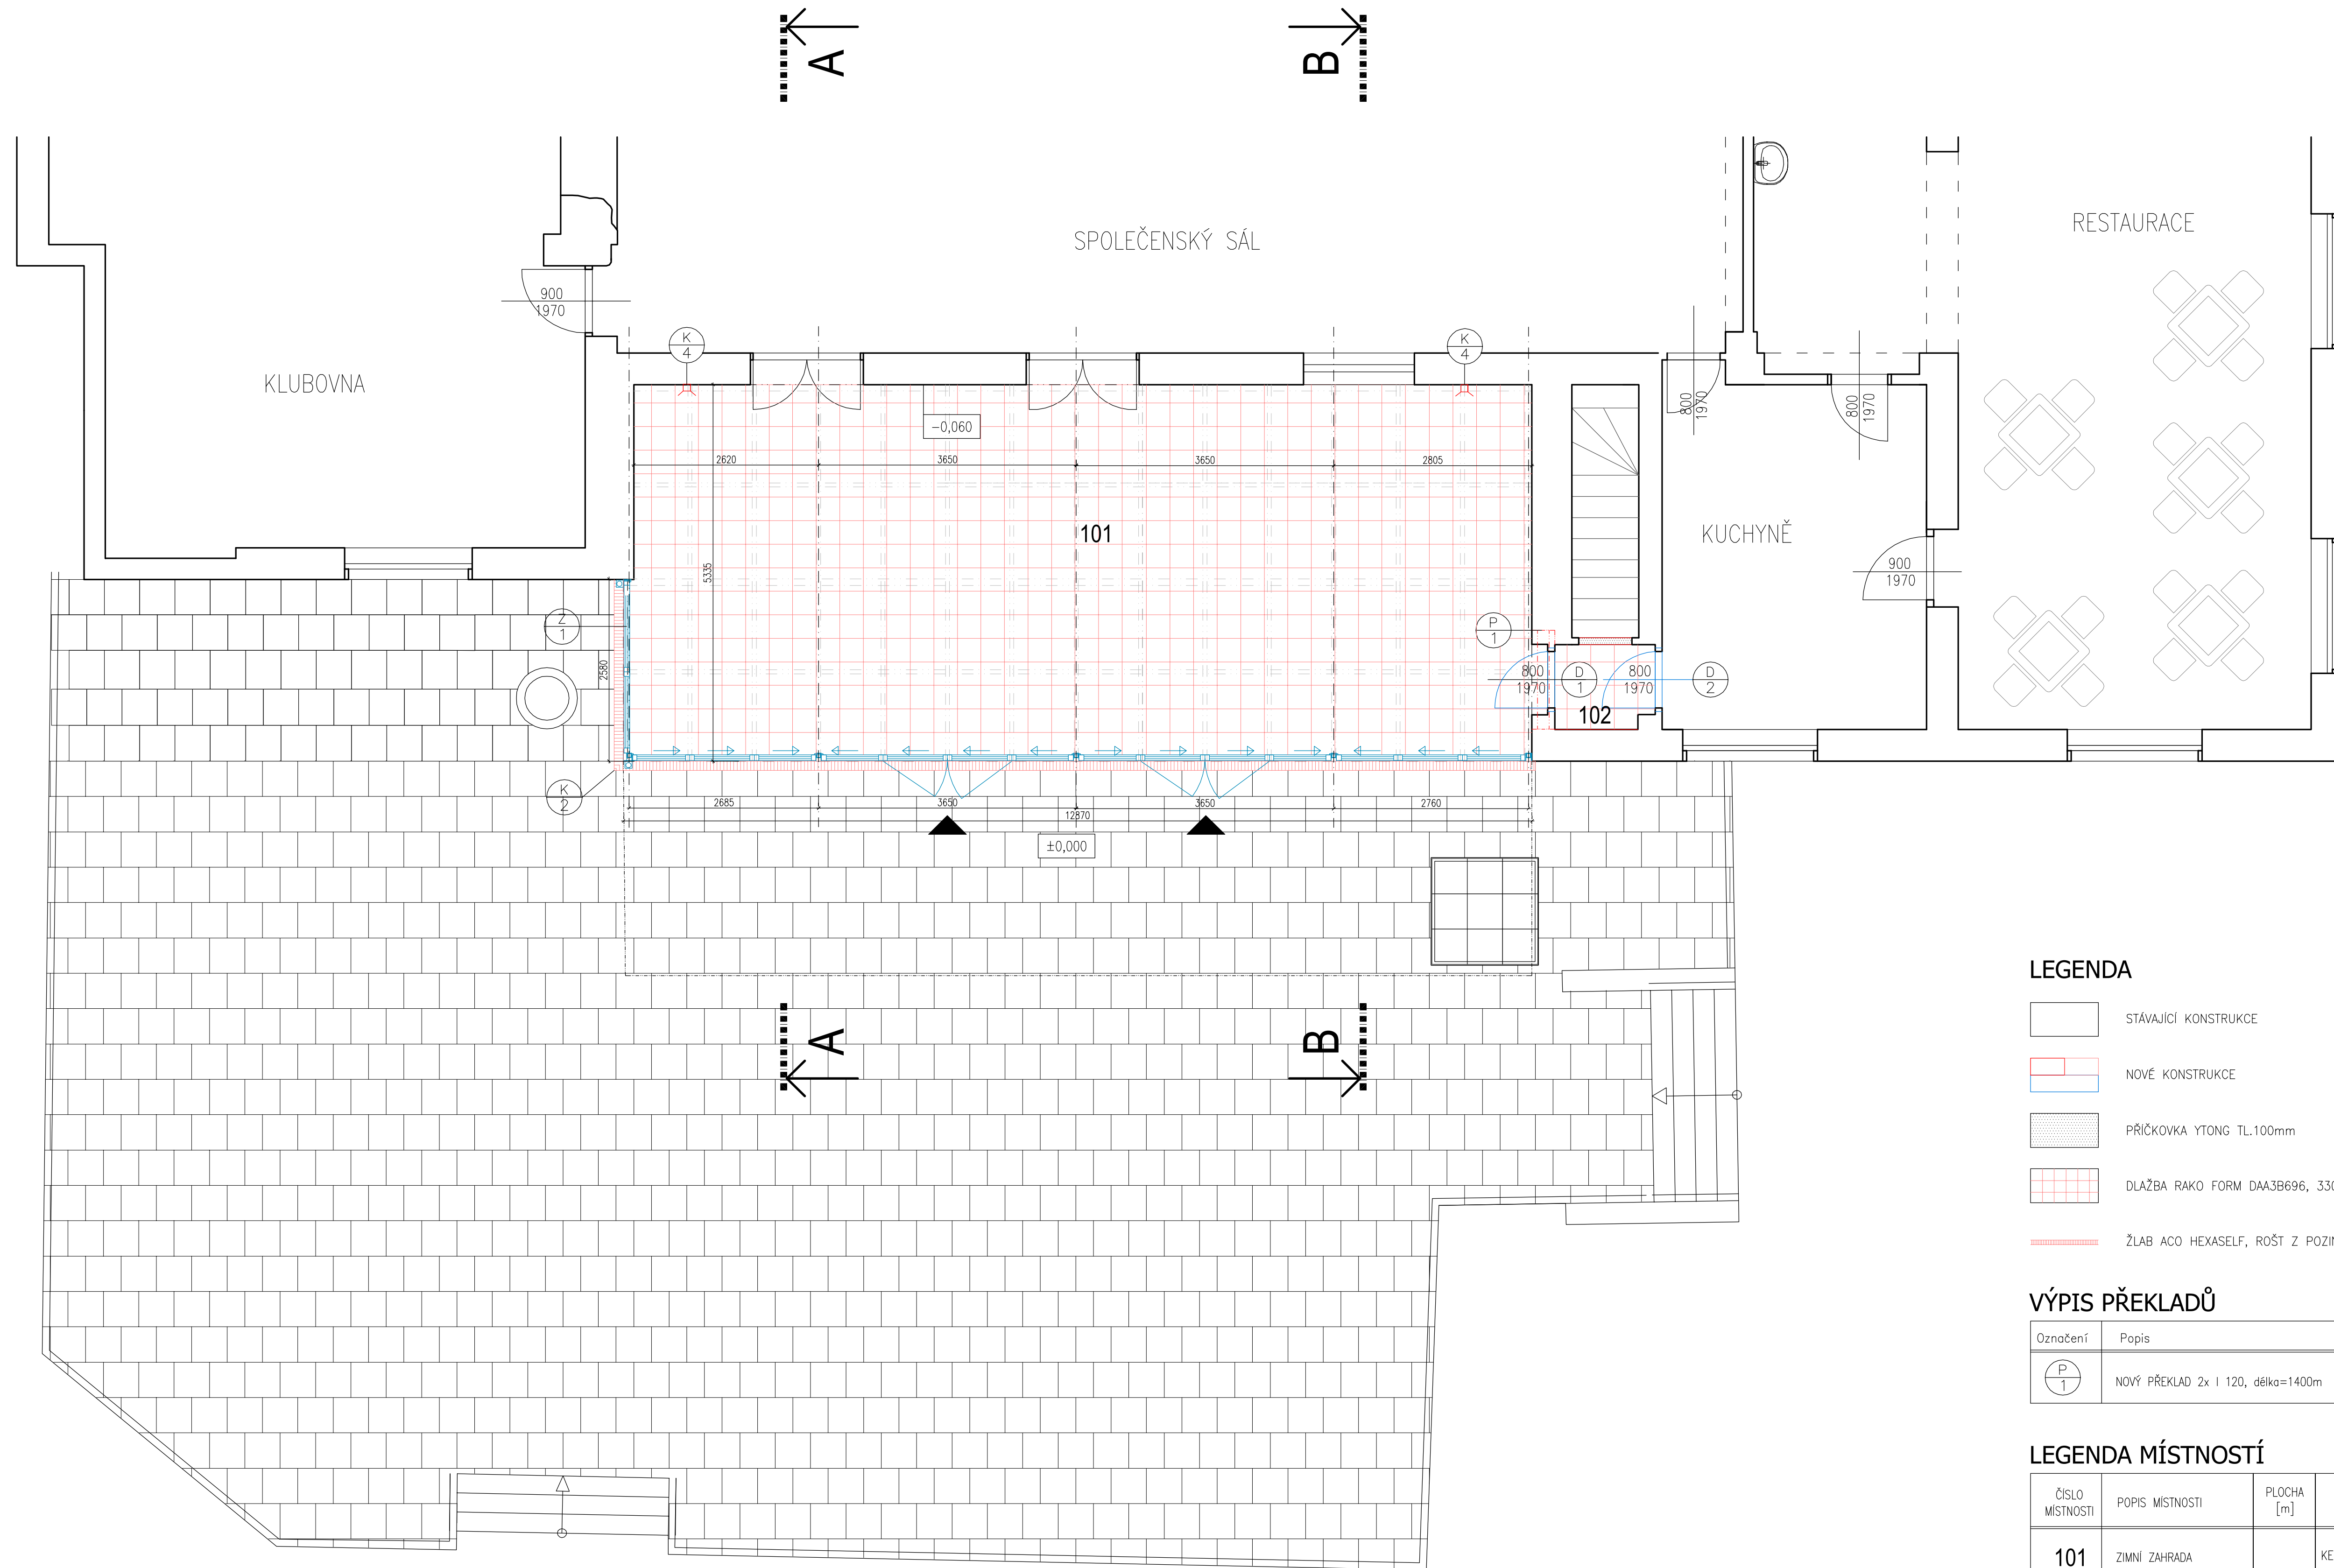 A
B
SPOLEČENSKÝ SÁL
RESTAURACE
900
1970
K
4
K
4
KLUBOVNA
800
1970
800
1970
-0,060
2620
3650
3650
2805
101
KUCHYNĚ
5335
900
1970
Z
1
P
1
2580
800
1970
D
1
800
1970
D
2
102
K
2
2685
3650
3650
2760
12870
±0,000
A
B
LEGENDA
STÁVAJÍCÍ KONSTRUKCE
NOVÉ KONSTRUKCE
PŘÍČKOVKA YTONG TL.100mm
DLAŽBA RAKO FORM DAA3B696,
ŽLAB ACO HEXASELF, ROŠT Z
VÝPIS PŘEKLADŮ
Označení Popis
P
1
NOVÝ PŘEKLAD 2x I 120, délka=1400m
LEGENDA MÍSTNOSTÍ
ČÍSLO
MÍSTNOSTI
POPIS MÍSTNOSTI
PLOCHA
[m]
101 ZIMNÍ ZAHRADA